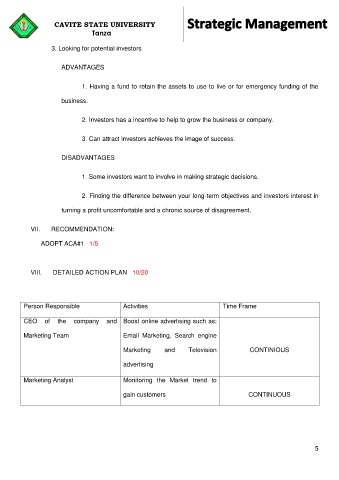 CAVITE STATE UNIVERSITY
Tanza
Strategic Management
3. Looking for potential investors
ADVANTAGES
1. Having a fund to retain the assets to use to live or for emergency funding of the
business.
2. Investors has a incentive to help to grow the business or company.
3. Can attract investors achieves the image of success.
DISADVANTAGES
1. Some investors want to involve in making strategic decisions.
2. Finding the difference between your long-term objectives and investors interest in
turning a profit uncomfortable and a chronic source of disagreement.
VII. RECOMMENDATION:
ADOPT ACA#1 1/5
VIII. DETAILED ACTION PLAN 10/20
Person Responsible Activities Time Frame
CEO of the company and Boost online advertising such as:
Marketing Team Email Marketing, Search engine
Marketing and Television CONTINIOUS
advertising
Marketing Analyst Monitoring the Market trend to
gain customers CONTINUOUS
5